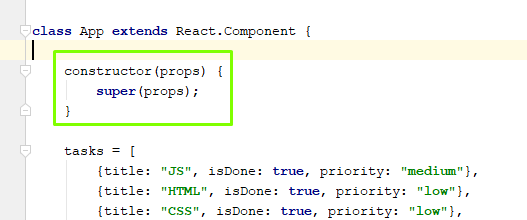 class App extends React.Component {
constructor(props) {
super(props);
}
tasks = [
{title: "JS", isDone: true, priority: "medium"},
{title: "HTML", isDone: true, priority: "low"},
{title: "CSS", isDone: true, priority: "low"},